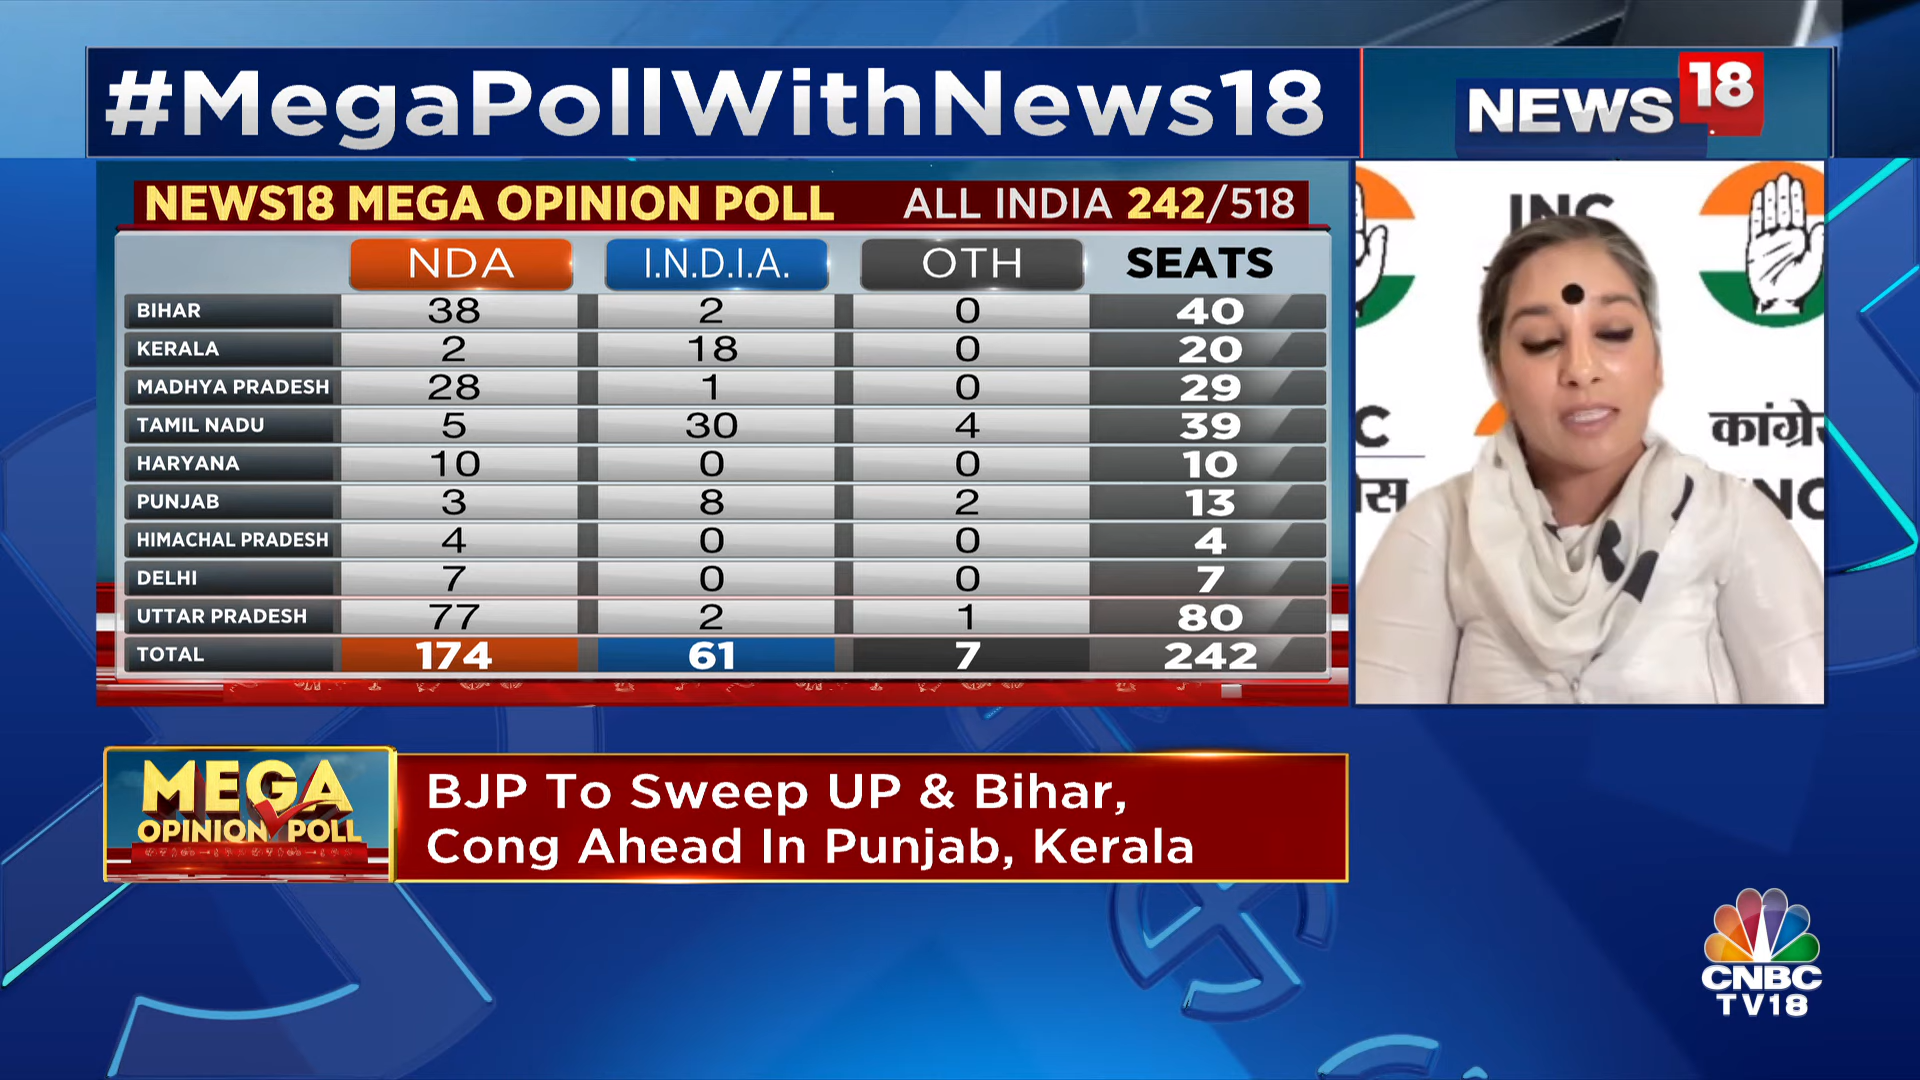 #MegaPollWithNews18
NEWS 18
NEWS18 MEGA OPINION POLL ALL INDIA 242/518
NDA I.N.D.I.A. OTH SEATS
BIHAR 38 2 0 40
KERALA 2 18 0 20
MADHYA PRADESH 28 1 0 29
TAMIL NADU 5 30 4 39
HARYANA 10 0 0 10
PUNJAB 3 8 2 13
HIMACHAL PRADESH 4 0 0 4
DELHI 7 0 0 7
UTTAR PRADESH 77 2 1 80
TOTAL 174 61 7 242
INC
कांग्रेस
MEGA
OPINION POLL
BJP To Sweep UP & Bihar,
Cong Ahead In Punjab, Kerala
CNBC
TV18